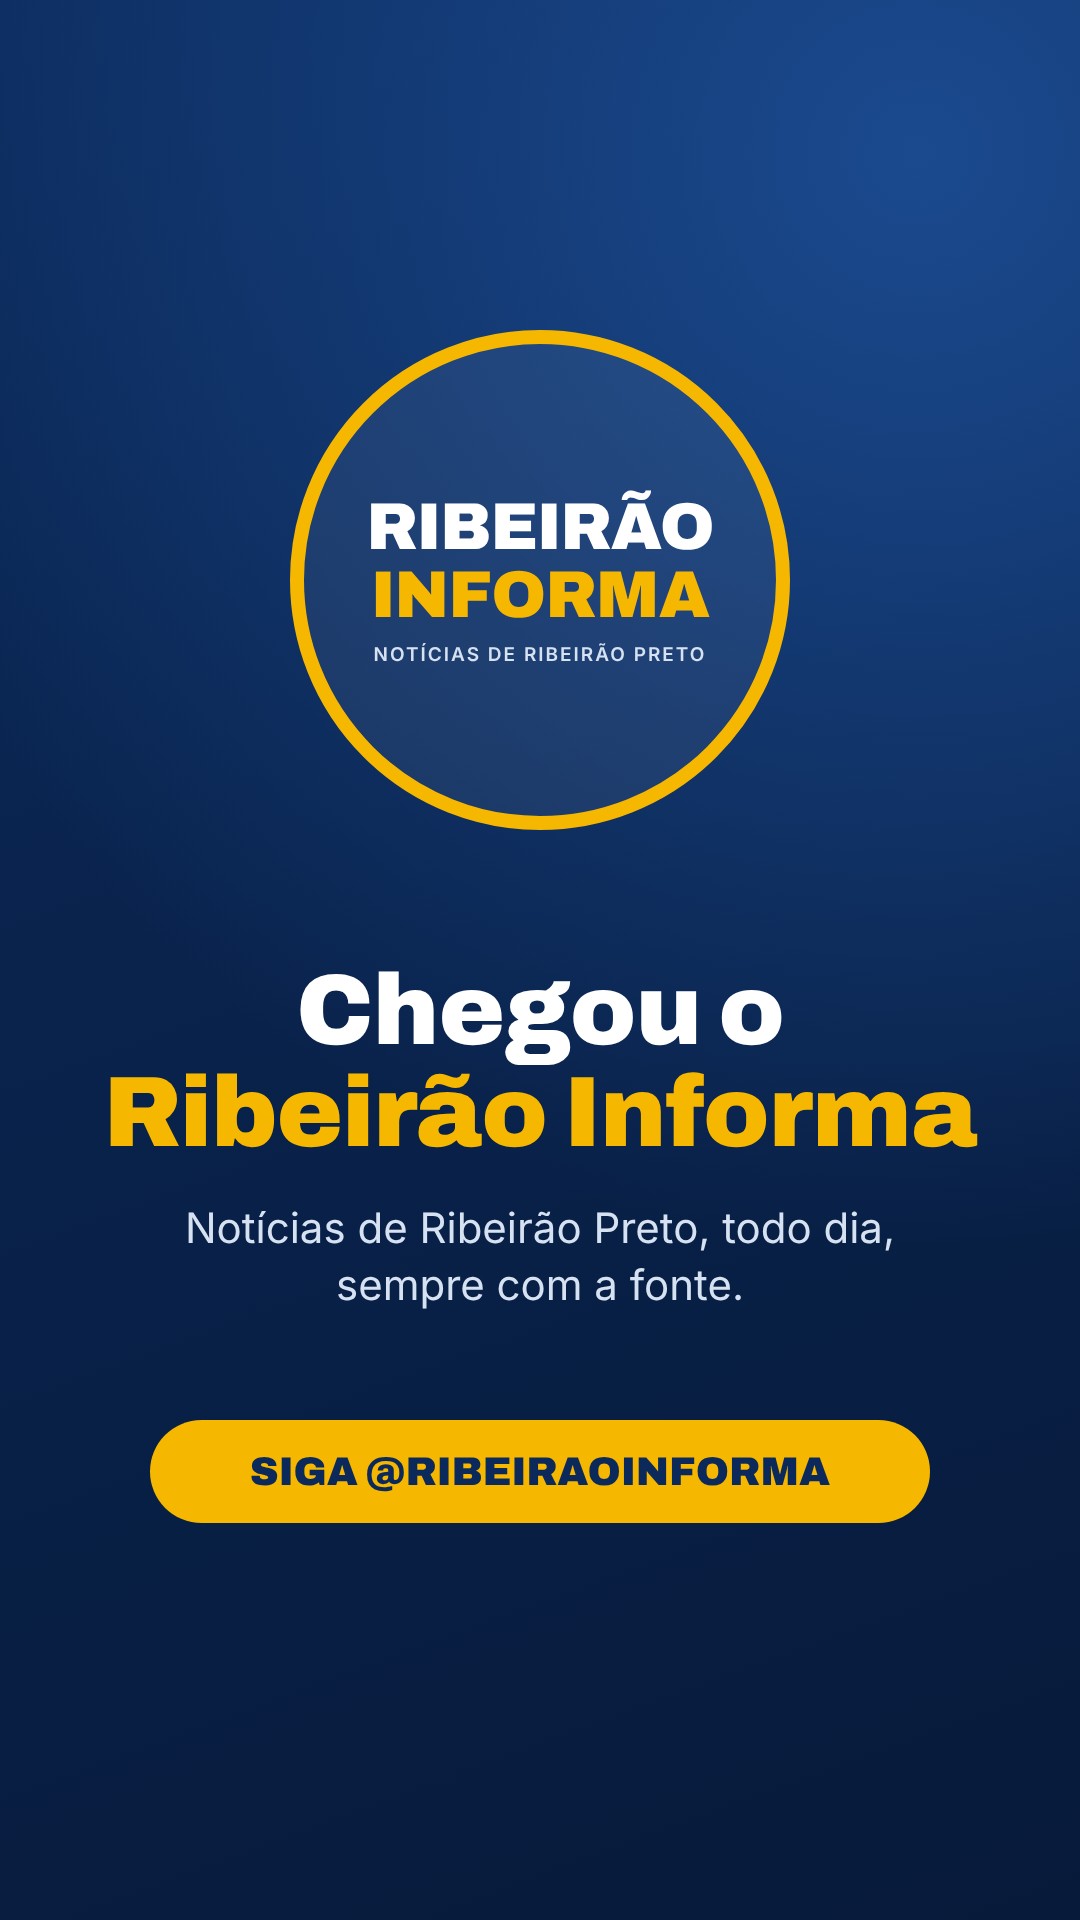 RIBEIRÃO
INFORMA
NOTÍCIAS DE RIBEIRÃO PRETO
Chegou o
Ribeirão Informa
Notícias de Ribeirão Preto, todo dia,
sempre com a fonte.
SIGA @RIBEIRAOINFORMA